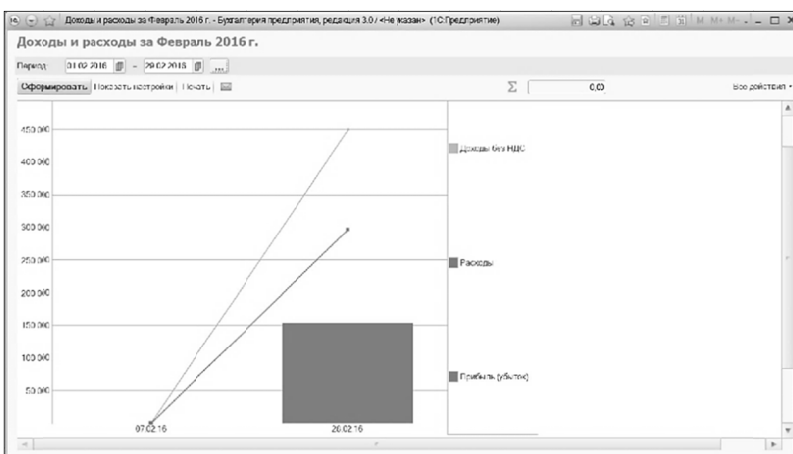 Доходы и расходы за Февраль 2016 г. - Бухгалтерия предприятия, редакция 3.0 / <Не указан> (1С:Предприятие)
M M+ M-
Доходы и расходы за Февраль 2016 г.
Период: 01.02.2016 - 29.02.2016 ...
Сформировать Показать настройки Печать Σ 0,00 Все действия
450 000
400 000
350 000
300 000
250 000
200 000
150 000
100 000
50 000
Доходы без НДС
Расходы
Прибыль (убыток)
07.02.16 28.02.16